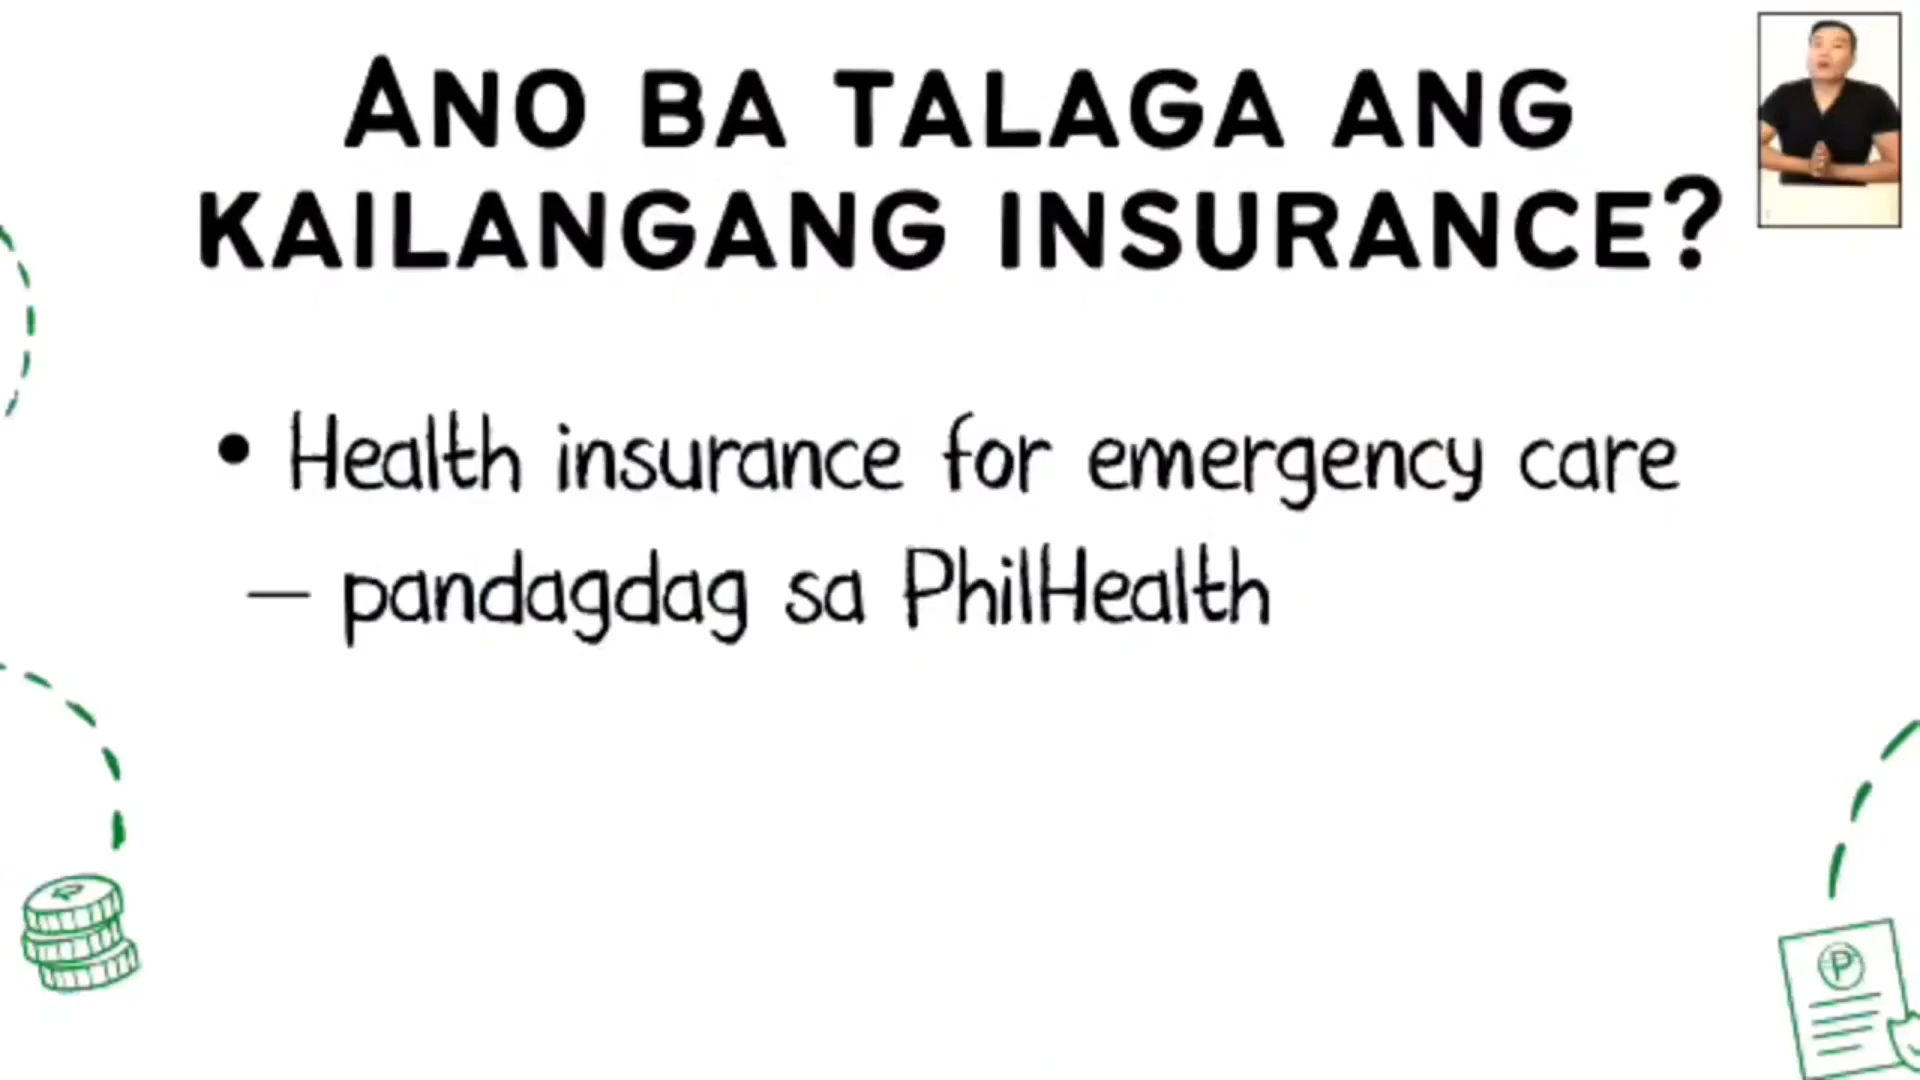 ANO BA TALAGA ANG
KAILANGANG INSURANCE?
• Health insurance for emergency care
– pandagdag sa PhilHealth
P